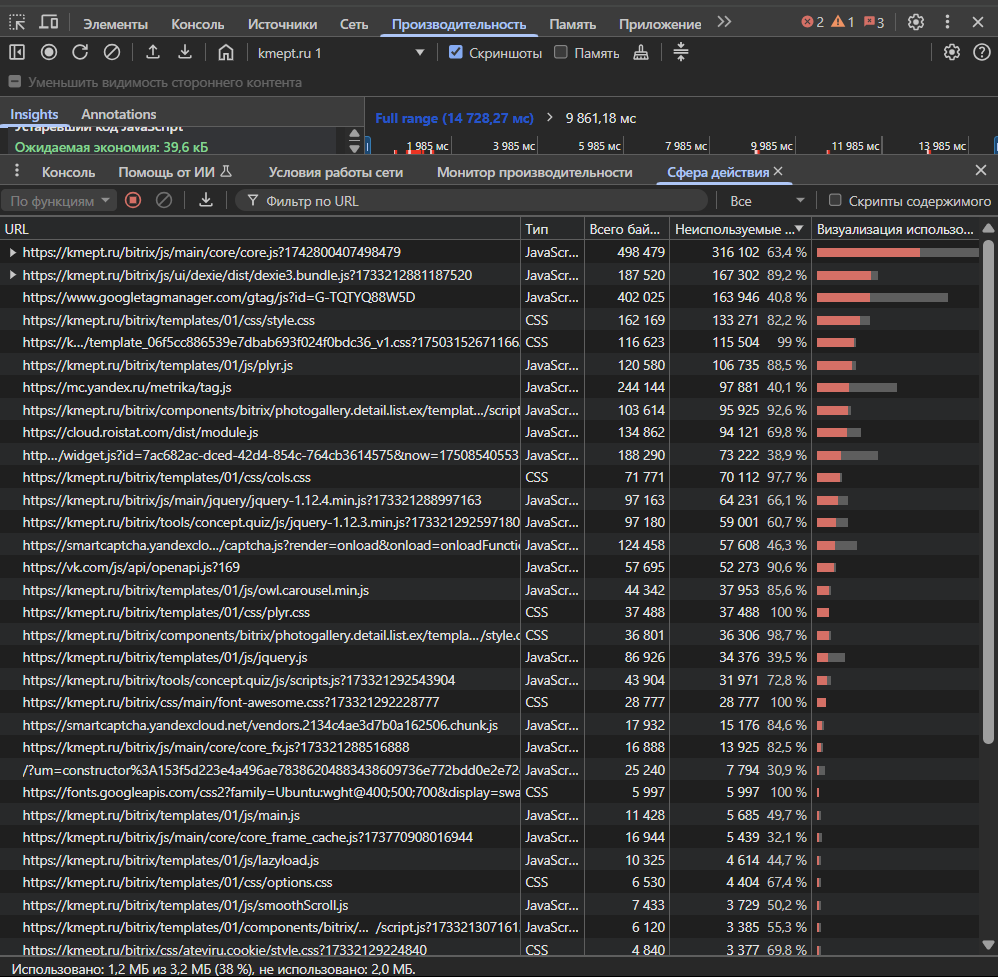 Элементы Консоль Источники Сеть Производительность Память Приложение 2 1 3
kmept.ru 1 Скриншоты Память
Уменьшить видимость стороннего контента
Insights Annotations
Full range (14 728,27 мс) 9 861,18 мс
Устаревший код JavaScript
Ожидаемая экономия: 39,6 кБ
1 985 мс 3 985 мс 5 985 мс 7 985 мс 9 985 мс 11 985 мс 13 985 мс
Консоль Помощь от ИИ Условия работы сети Монитор производительности Сфера действия
По функциям Фильтр по URL Все Скрипты содержимого
URL Тип Всего бай... Неиспользуемые ... Визуализация использо...
https://kmept.ru/bitrix/js/main/core/core.js?1742800407498479 JavaScr... 498 479 316 102 63,4 %
https://kmept.ru/bitrix/js/ui/dexie/dist/dexie3.bundle.js?1733212881187520 JavaScr... 187 520 167 302 89,2 %
https://www.googletagmanager.com/gtag/js?id=G-TQTYQ88W5D JavaScr... 402 025 163 946 40,8 %
https://kmept.ru/bitrix/templates/01/css/style.css CSS 162 169 133 271 82,2 %
https://k.../template_06f5cc886539e7dbab693f024f0bdc36_v1.css?17503152671166 CSS 116 623 115 504 99 %
https://kmept.ru/bitrix/templates/01/js/plyr.js JavaScr... 120 580 106 735 88,5 %
https://mc.yandex.ru/metrika/tag.js JavaScr... 244 144 97 881 40,1 %
https://kmept.ru/bitrix/components/bitrix/photogallery.detail.list.ex/templat.../script JavaScr... 103 614 95 925 92,6 %
https://cloud.roistat.com/dist/module.js JavaScr... 134 862 94 121 69,8 %
http.../widget.js?id=7ac682ac-dced-42d4-854c-764cb3614575&now=17508540553 JavaScr... 188 290 73 222 38,9 %
https://kmept.ru/bitrix/templates/01/css/cols.css CSS 71 771 70 112 97,7 %
https://kmept.ru/bitrix/js/main/jquery/jquery-1.12.4.min.js?173321288997163 JavaScr... 97 163 64 231 66,1 %
https://kmept.ru/bitrix/tools/concept.quiz/js/jquery-1.12.3.min.js?173321292597180 JavaScr... 97 180 59 001 60,7 %
https://smartcaptcha.yandexclo.../captcha.js?render=onload&onload=onloadFuncti JavaScr... 124 458 57 608 46,3 %
https://vk.com/js/api/openapi.js?169 JavaScr... 57 695 52 273 90,6 %
https://kmept.ru/bitrix/templates/01/js/owl.carousel.min.js JavaScr... 44 342 37 953 85,6 %
https://kmept.ru/bitrix/templates/01/css/plyr.css CSS 37 488 37 488 100 %
https://kmept.ru/bitrix/components/bitrix/photogallery.detail.list.ex/templa.../style.c CSS 36 801 36 306 98,7 %
https://kmept.ru/bitrix/templates/01/js/jquery.js JavaScr... 86 926 34 376 39,5 %
https://kmept.ru/bitrix/tools/concept.quiz/js/scripts.js?173321292543904 JavaScr... 43 904 31 971 72,8 %
https://kmept.ru/bitrix/css/main/font-awesome.css?173321292228777 CSS 28 777 28 777 100 %
https://smartcaptcha.yandexcloud.net/vendors.2134c4ae3d7b0a162506.chunk.js JavaScr... 17 932 15 176 84,6 %
https://kmept.ru/bitrix/js/main/core/core_fx.js?173321288516888 JavaScr... 16 888 13 925 82,5 %
/?um=constructor%3A153f5d223e4a496ae78386204883438609736e772bdd0e2e72 JavaScr... 25 240 7 794 30,9 %
https://fonts.googleapis.com/css2?family=Ubuntu:wght@400;500;700&display=swa CSS 5 997 5 997 100 %
https://kmept.ru/bitrix/templates/01/js/main.js JavaScr... 11 428 5 685 49,7 %
https://kmept.ru/bitrix/js/main/core/core_frame_cache.js?173770908016944 JavaScr... 16 944 5 439 32,1 %
https://kmept.ru/bitrix/templates/01/js/lazyload.js JavaScr... 10 325 4 614 44,7 %
https://kmept.ru/bitrix/templates/01/css/options.css CSS 6 530 4 404 67,4 %
https://kmept.ru/bitrix/templates/01/js/smoothScroll.js JavaScr... 7 433 3 729 50,2 %
https://kmept.ru/bitrix/templates/01/components/bitrix/... /script.js?173321307161 JavaScr... 6 120 3 385 55,3 %
https://kmept.ru/bitrix/css/ateviru.cookie/style.css?17332129224840 CSS 4 840 3 377 69,8 %
Использовано: 1,2 МБ из 3,2 МБ (38 %), не использовано: 2,0 МБ.